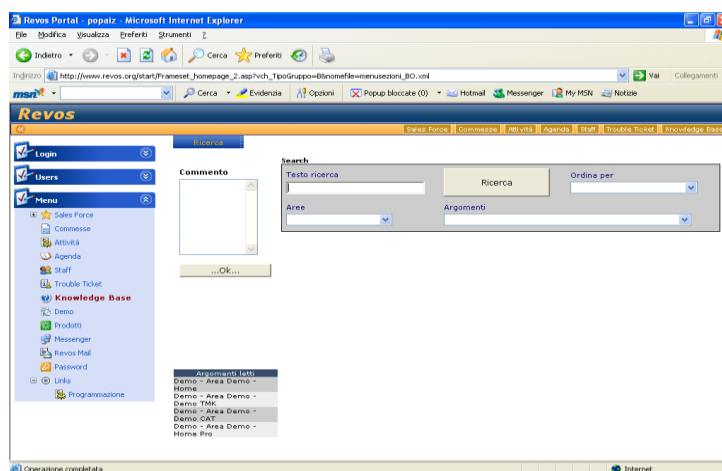 Revos Portal - popaiz - Microsoft Internet Explorer
File Modifica Visualizza Preferiti Strumenti ?
Indietro Cerca Preferiti
Indirizzo http://www.revos.org/start/Frameset_homepage_2.asp?vch_TipoGruppo=B&nomefile=menusezioni_BO.xml Vai Collegamenti
msn Cerca Evidenzia Opzioni Popup bloccate (0) Hotmail Messenger My MSN Notizie
Revos
Sales Force Commesse Attività Agenda Staff Trouble Ticket Knowledge Base
Login
Users
Menu
Sales Force
Commesse
Attività
Agenda
Staff
Trouble Ticket
Knowledge Base
Demo
Prodotti
Messenger
Revos Mail
Password
Links
Programmazione
Ricerca
Commento
...Ok...
Search
Testo ricerca
Ricerca
Ordina per
Aree
Argomenti
Argomenti letti
Demo - Area Demo -
Home
Demo - Area Demo -
Demo TMK
Demo - Area Demo -
Demo CAT
Demo - Area Demo -
Home Pro
Operazione completata
Internet